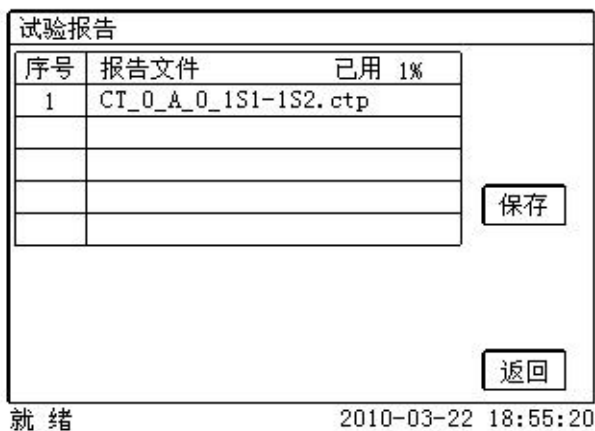 试验报告
序号 报告文件 已用 1%
1 CT_0_A_0_1S1-1S2.ctp
保存
返回
就 绪 2010-03-22 18:55:20